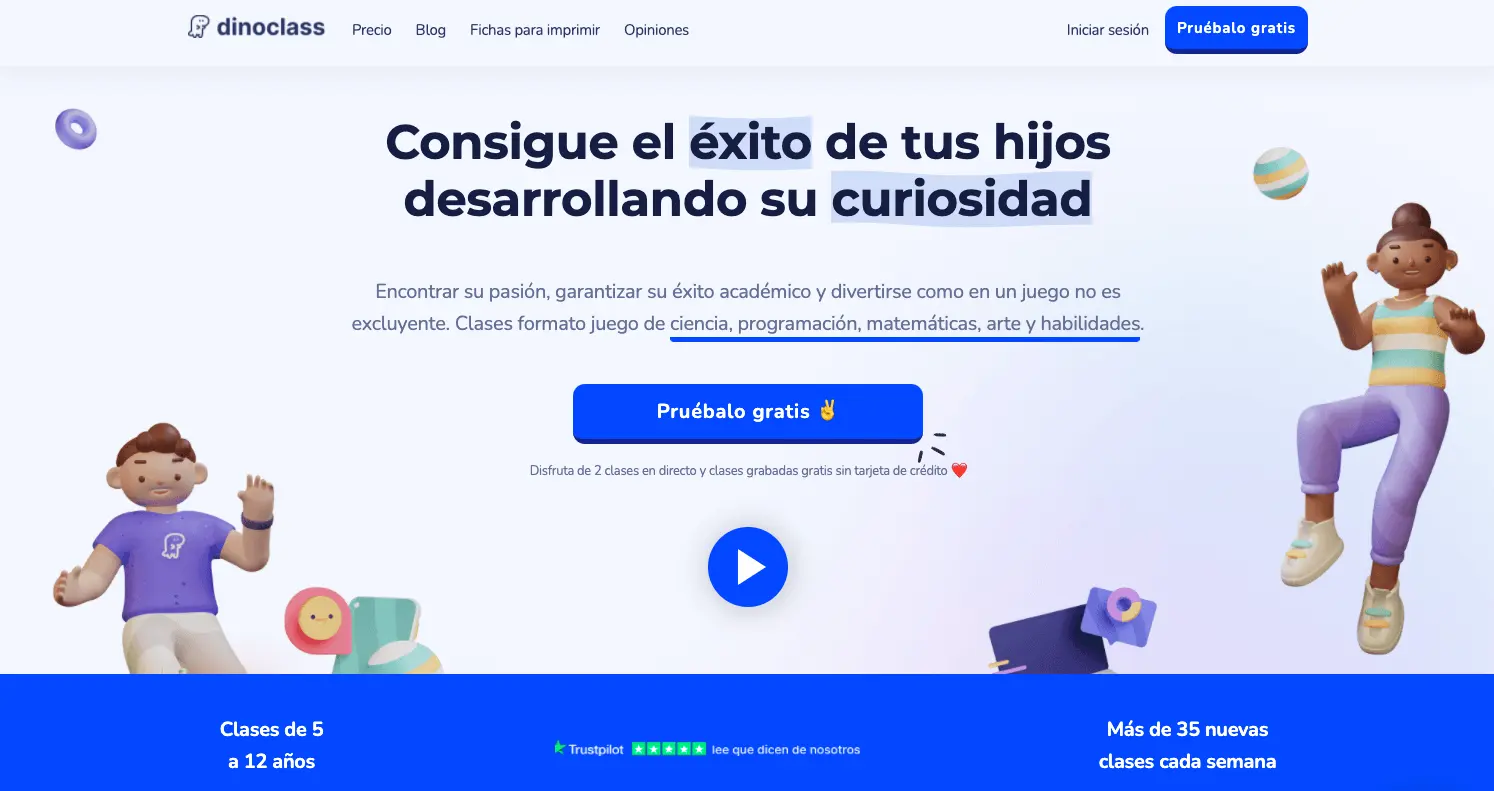 dinoclass
Precio
Blog
Fichas para imprimir
Opiniones
Iniciar sesión
Pruébalo gratis
Consigue el éxito de tus hijos
desarrollando su curiosidad
Encontrar su pasión, garantizar su éxito académico y divertirse como en un juego no es
excluyente. Clases formato juego de ciencia, programación, matemáticas, arte y habilidades.
Pruébalo gratis ✌️
Disfruta de 2 clases en directo y clases grabadas gratis sin tarjeta de crédito ❤️
Clases de 5
a 12 años
Trustpilot
lee que dicen de nosotros
Más de 35 nuevas
clases cada semana